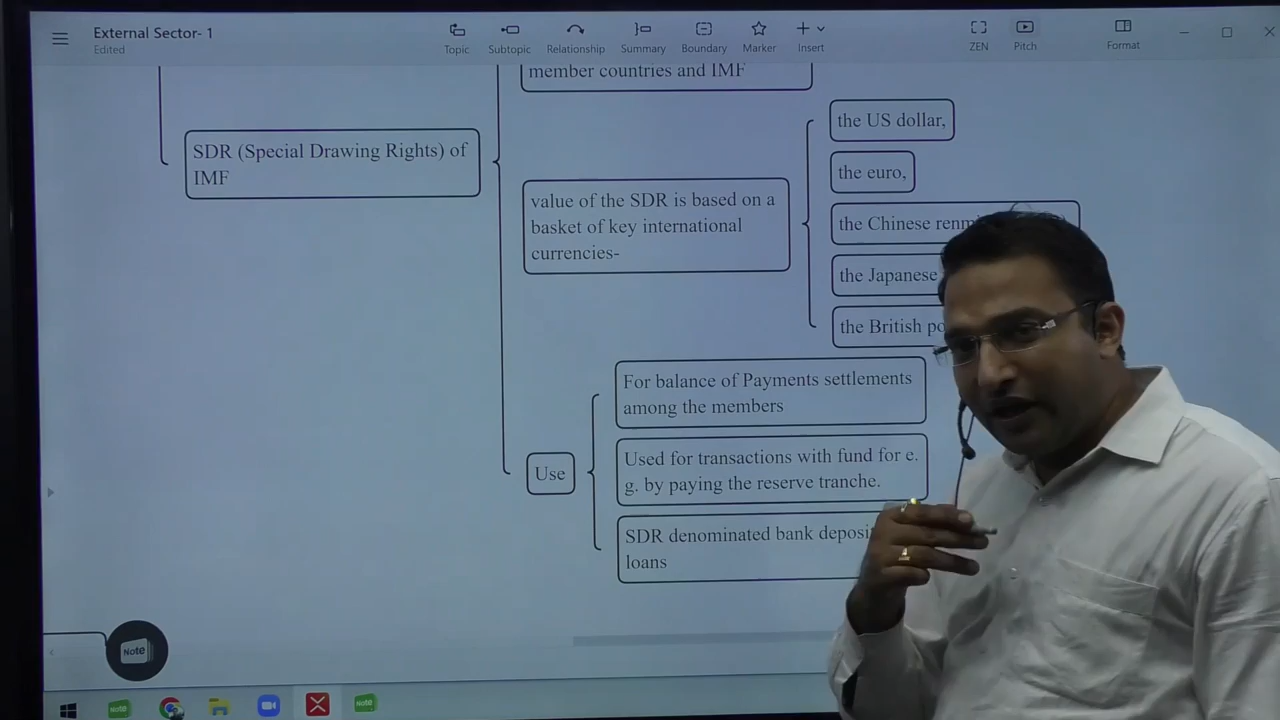 External Sector- 1
Edited
Topic
Subtopic
Relationship
Summary
Boundary
Marker
Insert
ZEN
Pitch
Format
member countries and IMF
SDR (Special Drawing Rights) of
IMF
value of the SDR is based on a
basket of key international
currencies-
the US dollar,
the euro,
the Chinese
the Japanese
the British
Use
For balance of Payments settlements
among the members
Used for transactions with fund for e.
g. by paying the reserve tranche.
SDR denominated bank
loans
Note
Note
Note